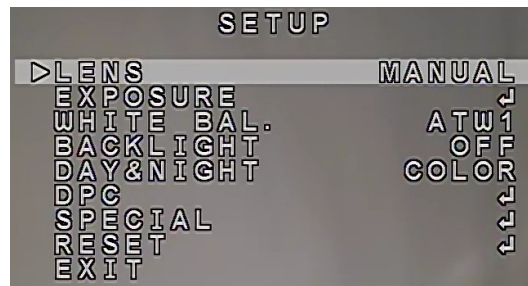 SETUP
▷LENS MANUAL
EXPOSURE ↲
WHITE BAL. ATW1
BACKLIGHT OFF
DAY&NIGHT COLOR
DPC ↲
SPECIAL ↲
RESET ↲
EXIT